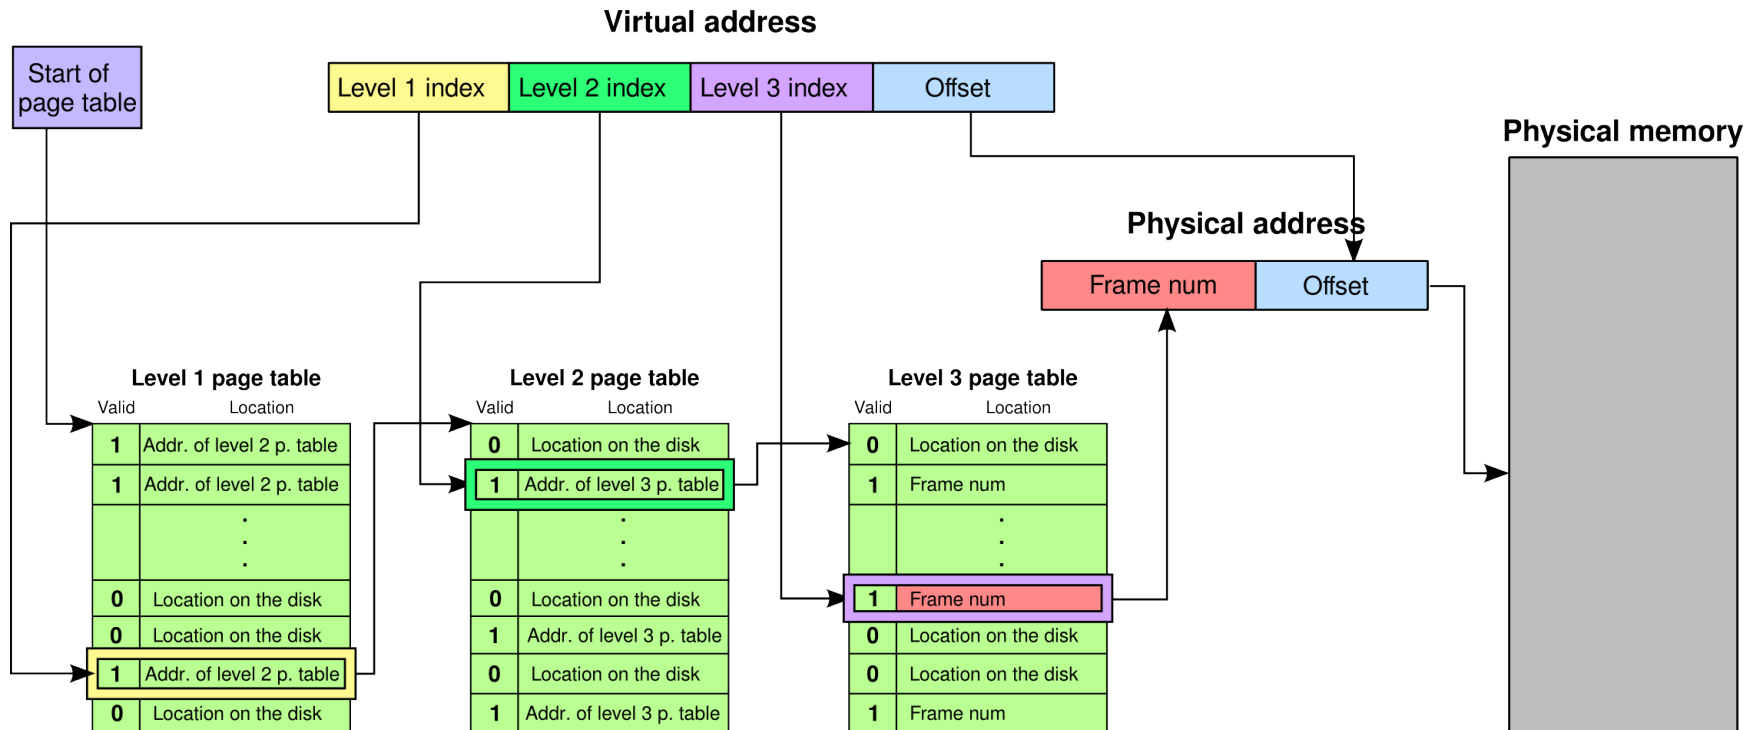 Virtual address
Start of
page table
Level 1 index Level 2 index Level 3 index Offset
Physical memory
Physical address
Frame num Offset
Level 1 page table
Valid Location
1 Addr. of level 2 p. table
1 Addr. of level 2 p. table
.
.
.
0 Location on the disk
0 Location on the disk
1 Addr. of level 2 p. table
0 Location on the disk
Level 2 page table
Valid Location
0 Location on the disk
1 Addr. of level 3 p. table
.
.
.
0 Location on the disk
1 Addr. of level 3 p. table
0 Location on the disk
1 Addr. of level 3 p. table
Level 3 page table
Valid Location
0 Location on the disk
1 Frame num
.
.
.
1 Frame num
0 Location on the disk
0 Location on the disk
1 Frame num